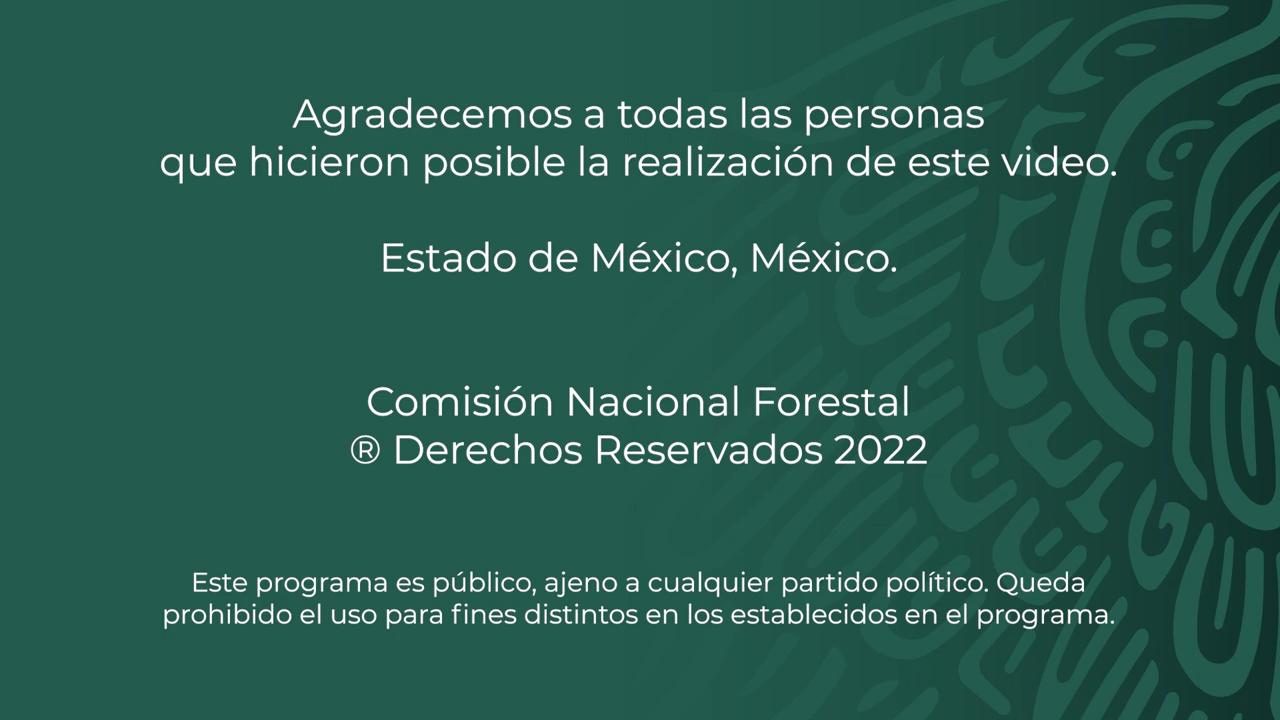 Agradecemos a todas las personas
que hicieron posible la realización de este video.
Estado de México, México.
Comisión Nacional Forestal
® Derechos Reservados 2022
Este programa es público, ajeno a cualquier partido político. Queda
prohibido el uso para fines distintos en los establecidos en el programa.